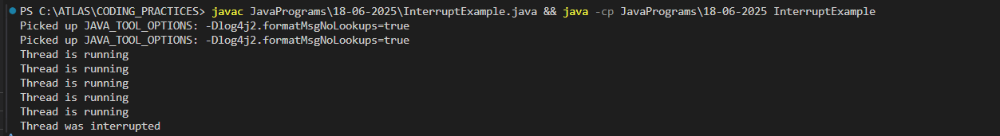 PS C:\ATLAS\CODING_PRACTICES> javac JavaPrograms\18-06-2025\InterruptExample.java && java -cp JavaPrograms\18-06-2025 InterruptExample
Picked up JAVA_TOOL_OPTIONS: -Dlog4j2.formatMsgNoLookups=true
Picked up JAVA_TOOL_OPTIONS: -Dlog4j2.formatMsgNoLookups=true
Thread is running
Thread is running
Thread is running
Thread is running
Thread is running
Thread was interrupted